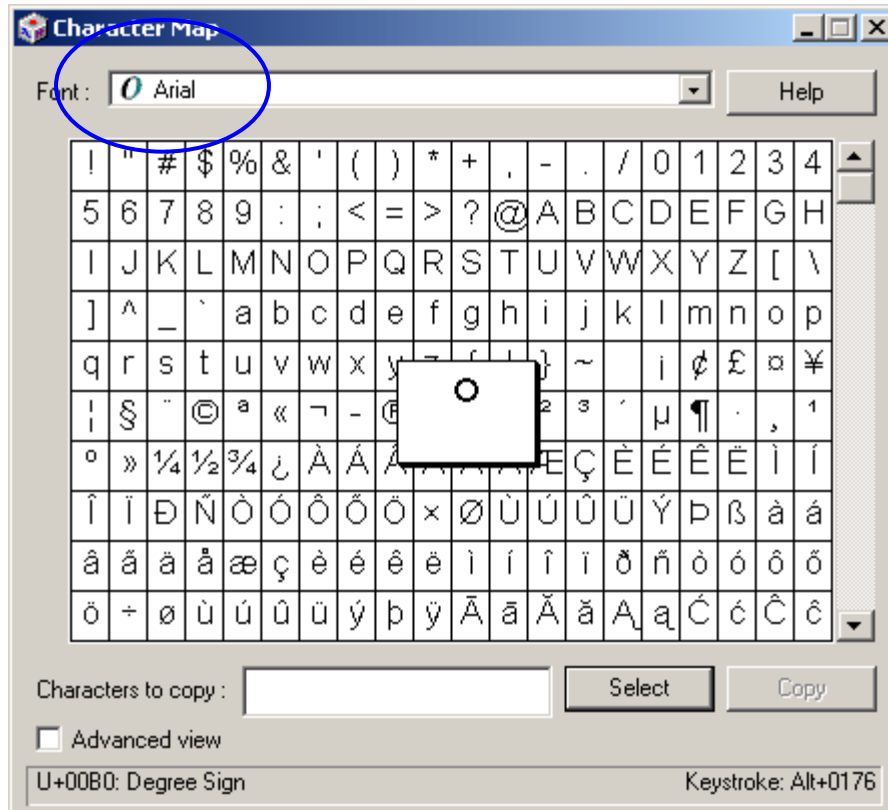 Character Map
Font : O Arial Help
! " # $ % & ' ( ) * + , - . / 0 1 2 3 4
5 6 7 8 9 : ; < = > ? @ A B C D E F G H
I J K L M N O P Q R S T U V W X Y Z [ \
] ^ _ ` a b c d e f g h i j k l m n o p
q r s t u v w x y } ~ ¡ ¢ £ ¤ ¥
¦ § ¨ © ª « ¬ - ® ° ² ³ ´ µ ¶ · ¸ ¹
º » ¼ ½ ¾ ¿ À Á Æ Ç È É Ê Ë Ì Í
Î Ï Ð Ñ Ò Ó Ô Õ Ö × Ø Ù Ú Û Ü Ý Þ ß à á
â ã ä å æ ç è é ê ë ì í î ï ð ñ ò ó ô õ
ö ÷ ø ù ú û ü ý þ ÿ Ā ā Ă ă Ą ą Ć ć Ĉ ĉ
Characters to copy : Select Copy
Advanced view
U+00B0: Degree Sign Keystroke: Alt+0176